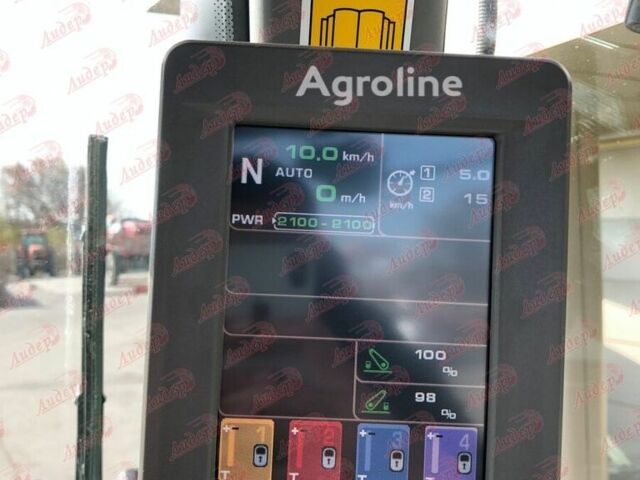 Agroline
10.0 km/h
N AUTO
0 m/h
PWR 2100-2100
1 5.0
2 15
km/h
100 %
98 %
1 2 3 4
T T T T
Лидер